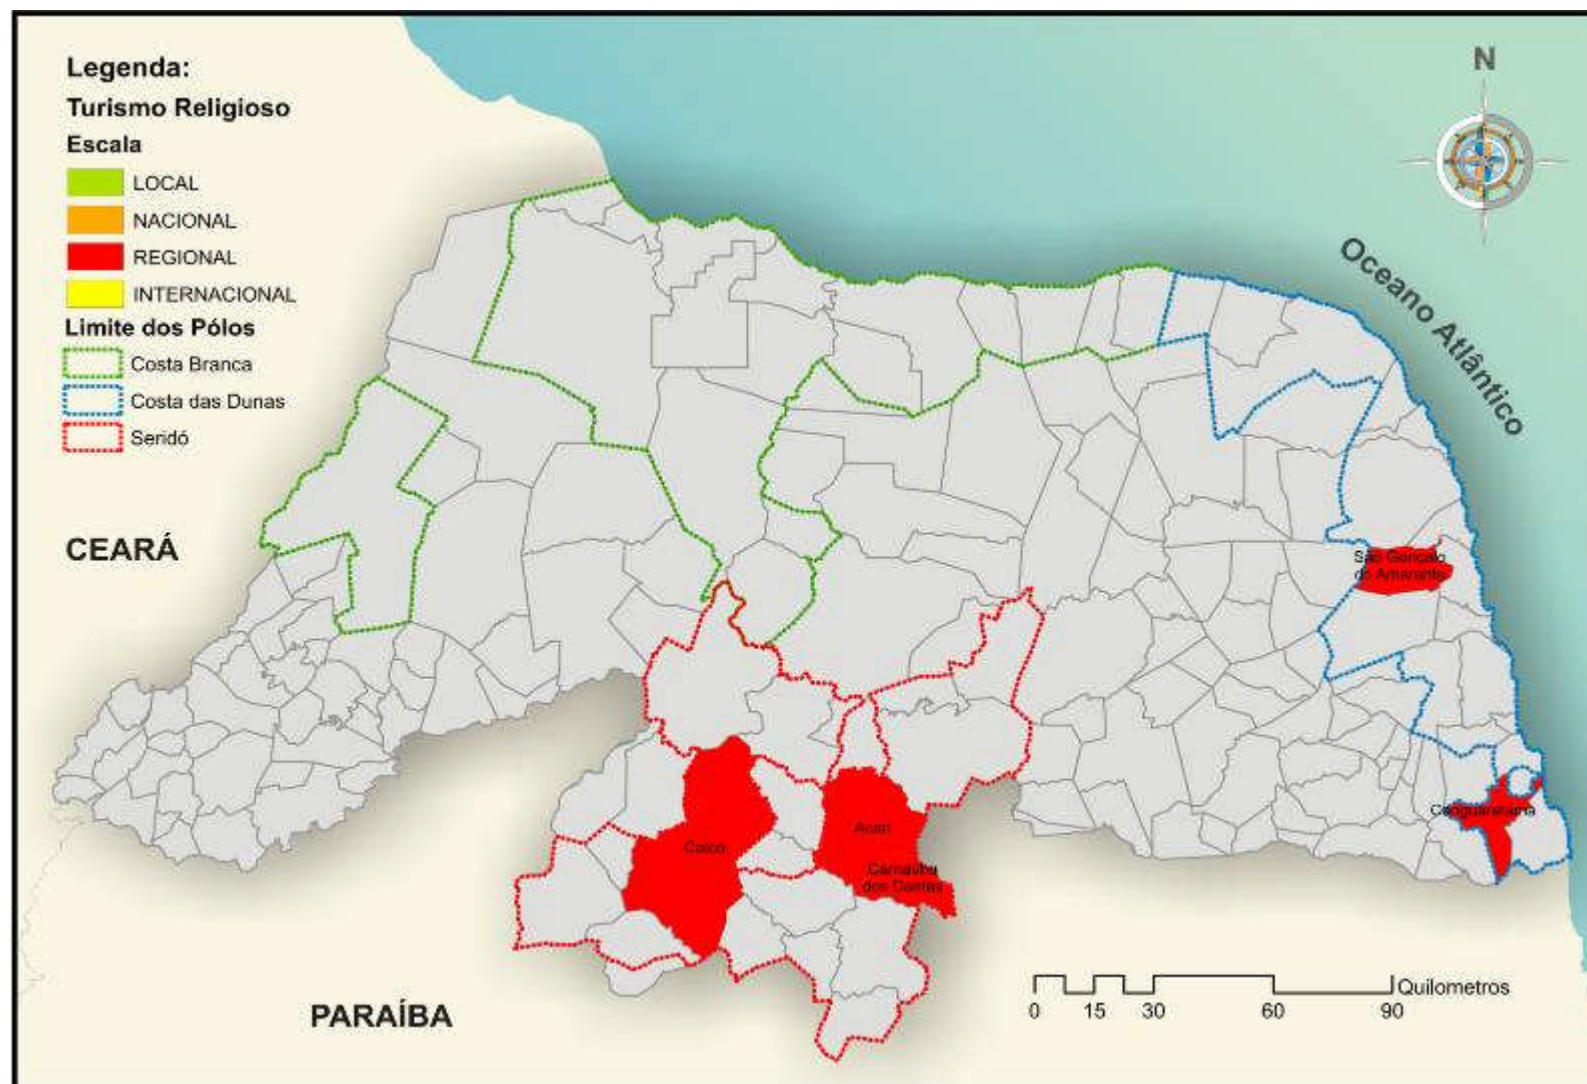 Legenda:
Turismo Religioso
Escala
LOCAL
NACIONAL
REGIONAL
INTERNACIONAL
Limite dos Pólos
Costa Branca
Costa das Dunas
Seridó
N
Oceano Atlântico
CEARÁ
São Gonçalo
do Amarante
Canguaretama
Caicó
Acari
Carnaúba
dos Dantas
PARAÍBA
Quilometros
0 15 30 60 90